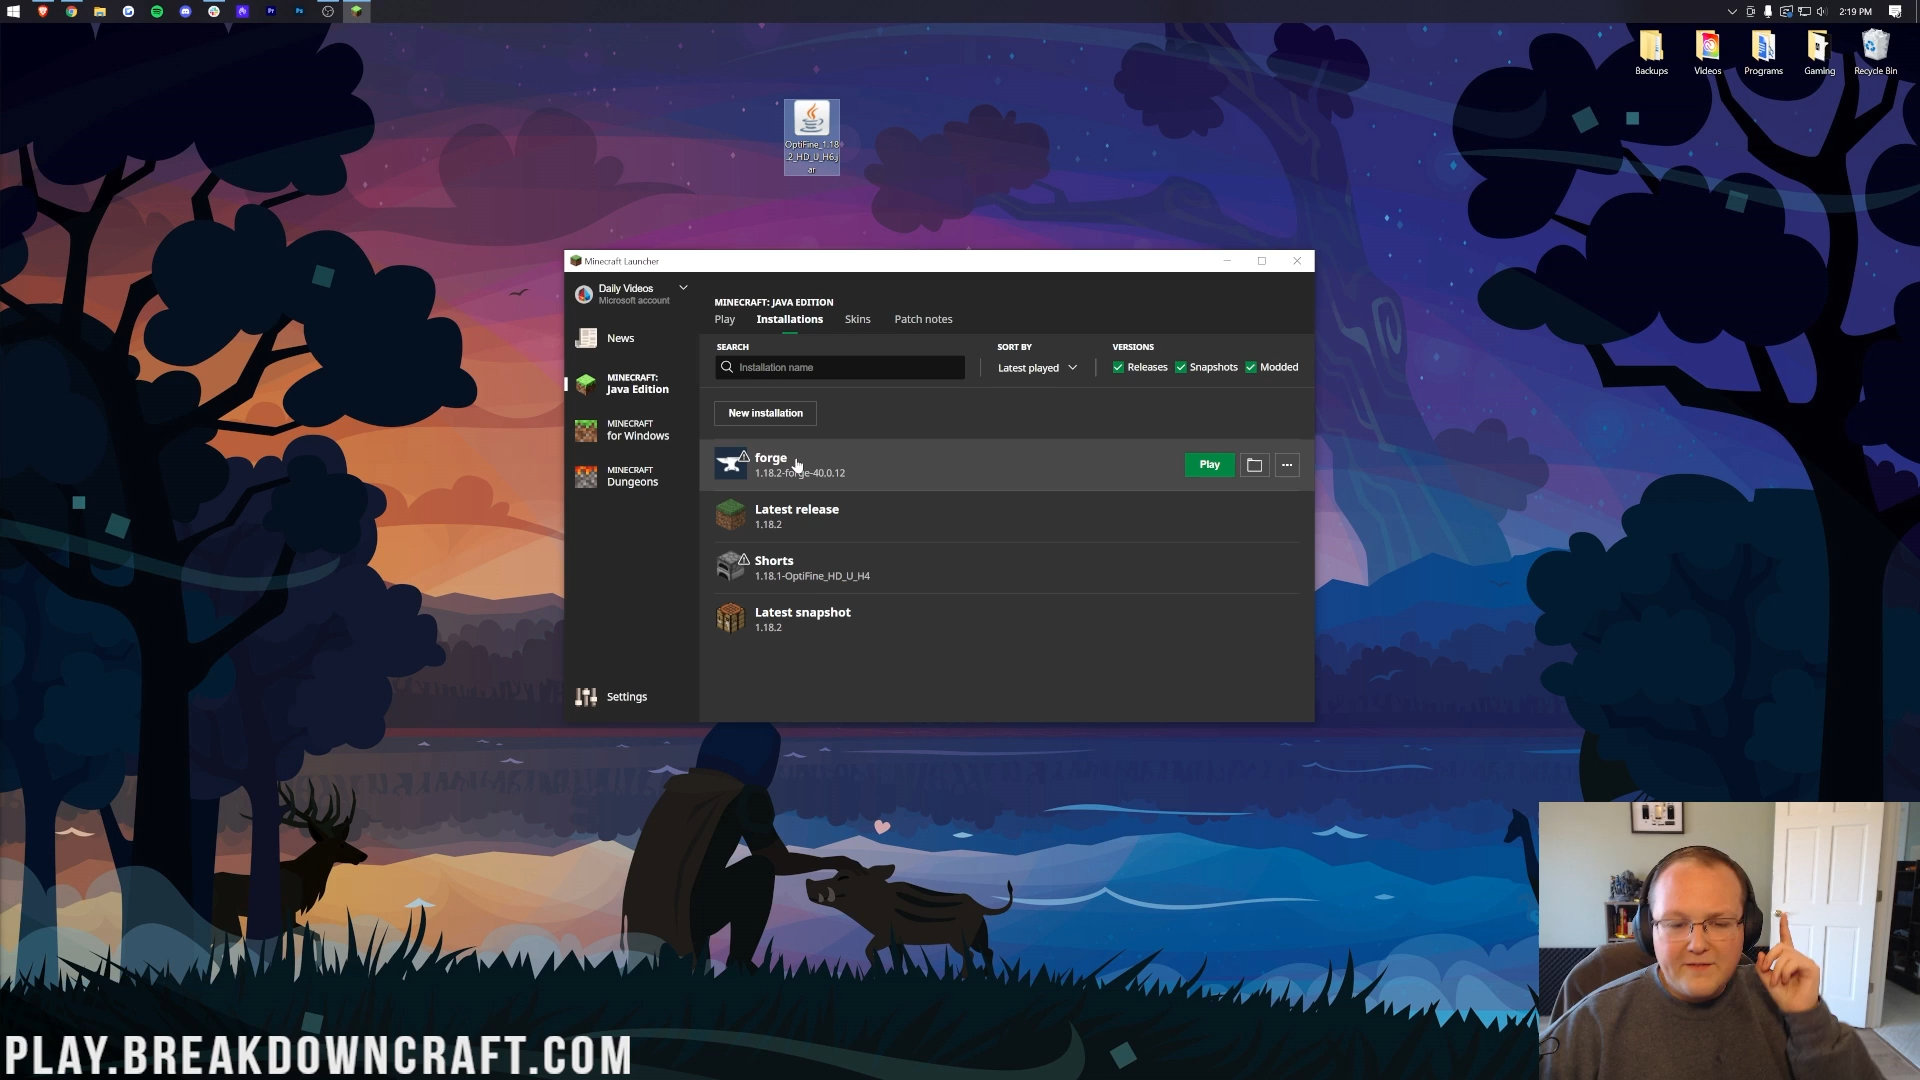 2:19 PM
Backups
Videos
Programs
Gaming
Recycle Bin
OptiFine_1.18
.2_HD_U_H6.j
ar
Minecraft Launcher
Daily Videos
Microsoft account
News
MINECRAFT:
Java Edition
MINECRAFT
for Windows
MINECRAFT
Dungeons
Settings
MINECRAFT: JAVA EDITION
Play
Installations
Skins
Patch notes
SEARCH
Installation name
SORT BY
Latest played
VERSIONS
Releases
Snapshots
Modded
New installation
forge
1.18.2-forge-40.0.12
Play
Latest release
1.18.2
Shorts
1.18.1-OptiFine_HD_U_H4
Latest snapshot
1.18.2
PLAY.BREAKDOWNCRAFT.COM